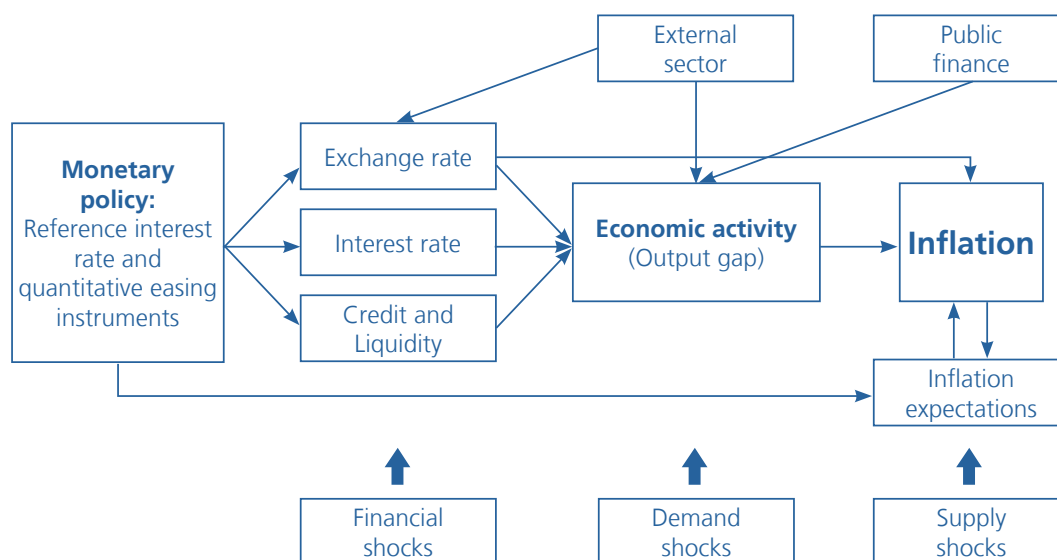 External
sector
Public
finance
Monetary
policy:
Reference interest
rate and
quantitative easing
instruments
Exchange rate
Interest rate
Credit and
Liquidity
Economic activity
(Output gap)
Inflation
Inflation
expectations
Financial
shocks
Demand
shocks
Supply
shocks